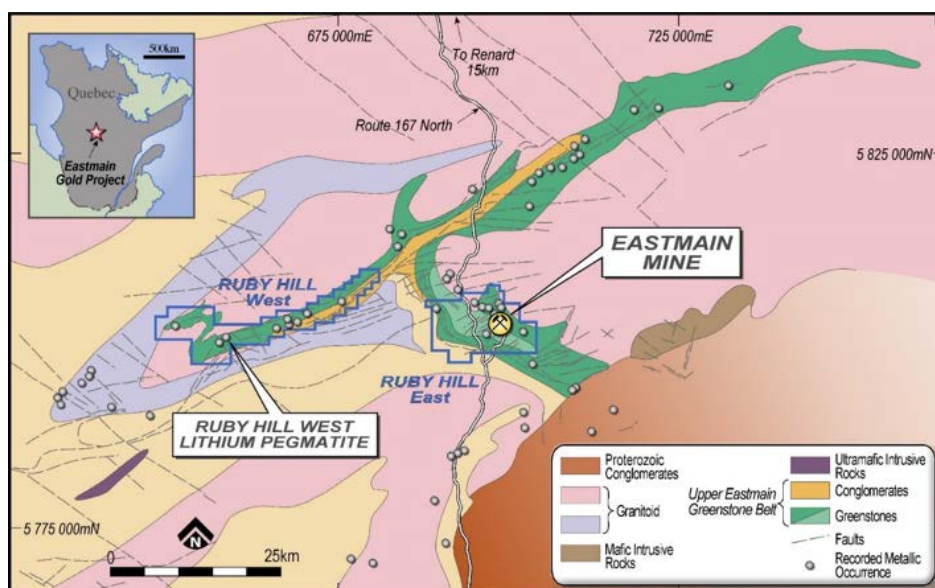 500km
Quebec
Eastmain
Gold Project
675 000mE
725 000mE
To Renard
15km
Route 167 North
5 825 000mN
EASTMAIN
MINE
RUBY HILL
West
RUBY HILL
East
RUBY HILL WEST
LITHIUM PEGMATITE
5 775 000mN
N
0
25km
Proterozoic
Conglomerates
Granitoid
Mafic Intrusive
Rocks
Ultramafic Intrusive
Rocks
Upper Eastmain
Greenstone Belt
Conglomerates
Greenstones
Faults
Recorded Metallic
Occurrence